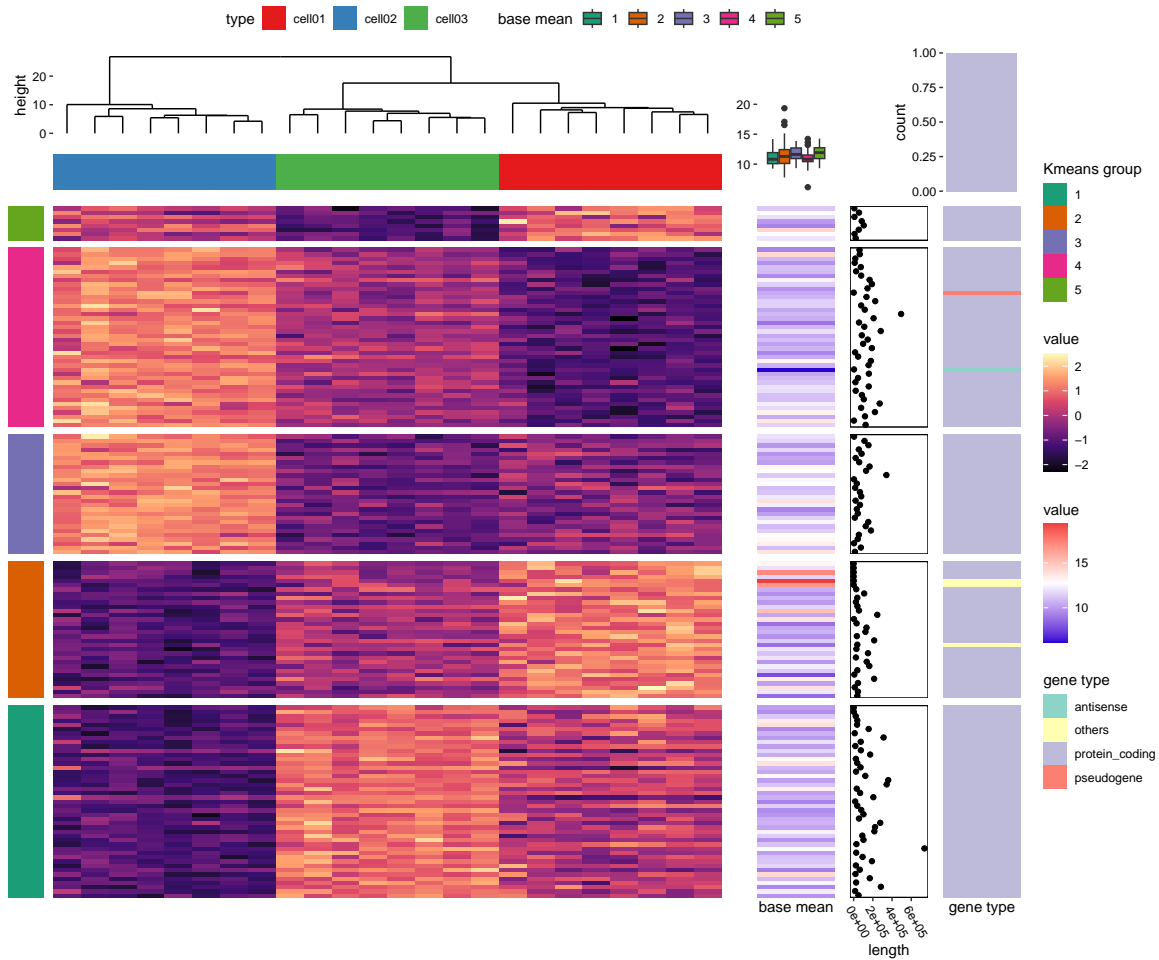 type cell01 cell02 cell03 base mean 1 2 3 4 5
height
20
10
0
20
15
10
count
1.00
0.75
0.50
0.25
0.00
base mean
0e+00
2e+05
4e+05
6e+05
length
gene type
Kmeans group
1
2
3
4
5
value
2
1
0
−1
−2
value
15
10
gene type
antisense
others
protein_coding
pseudogene